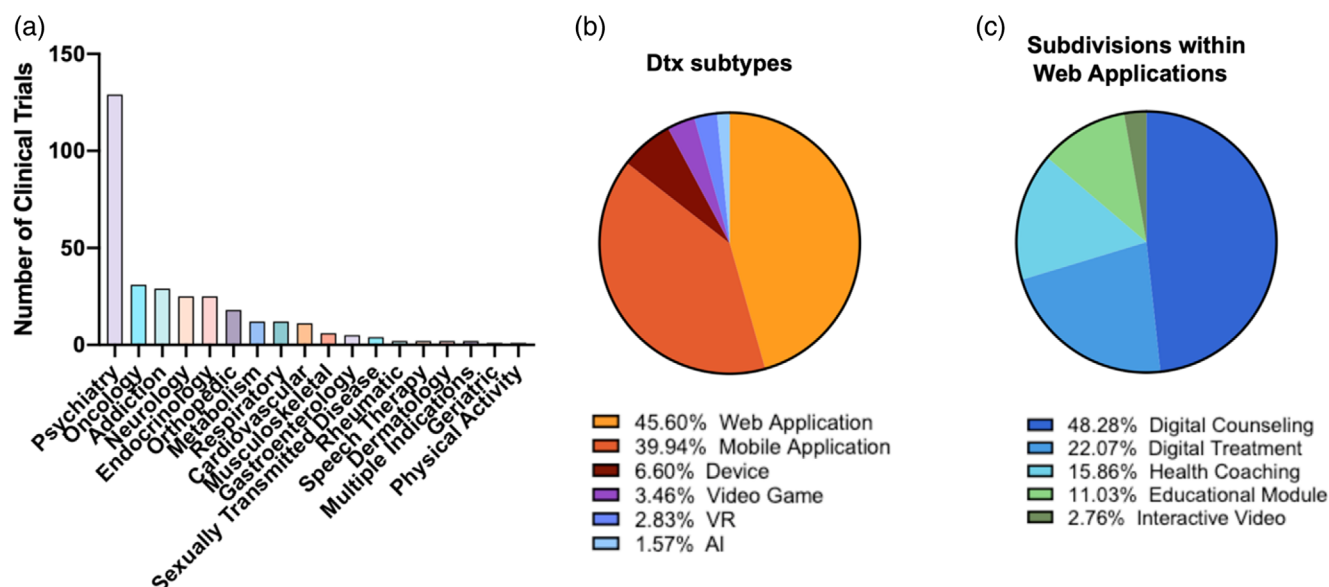 (a)
Number of Clinical Trials
150
100
50
0
Psychiatry
Oncology
Addiction
Neurology
Endocrinology
Orthopedic
Metabolism
Respiratory
Cardiovascular
Musculoskeletal
Gastroenterology
Sexually Transmitted Disease
Rheumatic
Speech Therapy
Dermatology
Multiple Indications
Geriatric
Physical Activity
(b)
Dtx subtypes
45.60% Web Application
39.94% Mobile Application
6.60% Device
3.46% Video Game
2.83% VR
1.57% AI
(c)
Subdivisions within
Web Applications
48.28% Digital Counseling
22.07% Digital Treatment
15.86% Health Coaching
11.03% Educational Module
2.76% Interactive Video